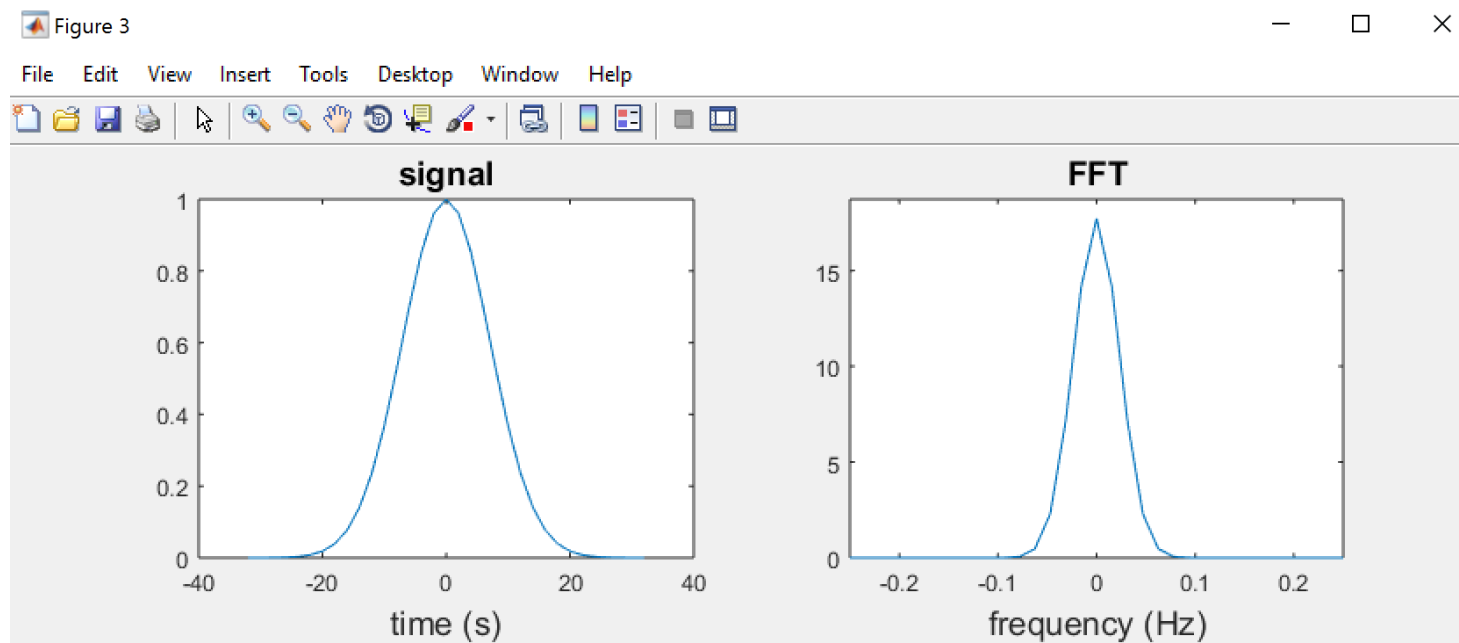 Figure 3
File Edit View Insert Tools Desktop Window Help
signal
1
0.8
0.6
0.4
0.2
0
-40 -20 0 20 40
time (s)
FFT
15
10
5
0
-0.2 -0.1 0 0.1 0.2
frequency (Hz)